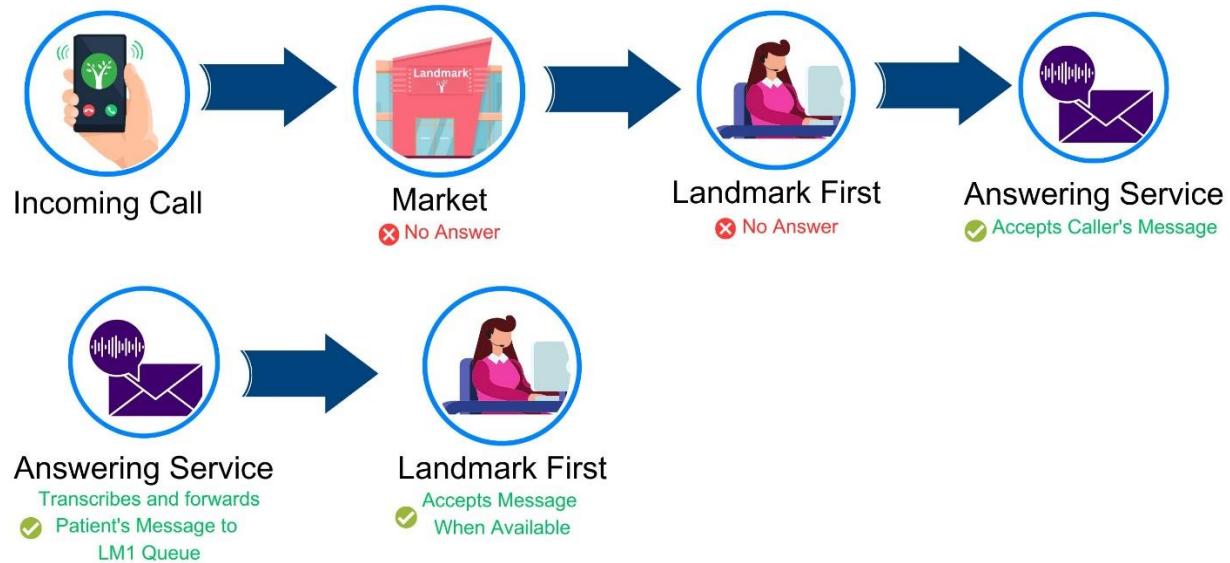 Landmark
Incoming Call
Market
No Answer
Landmark First
No Answer
Answering Service
Accepts Caller's Message
Answering Service
Transcribes and forwards
Patient's Message to
LM1 Queue
Landmark First
Accepts Message
When Available